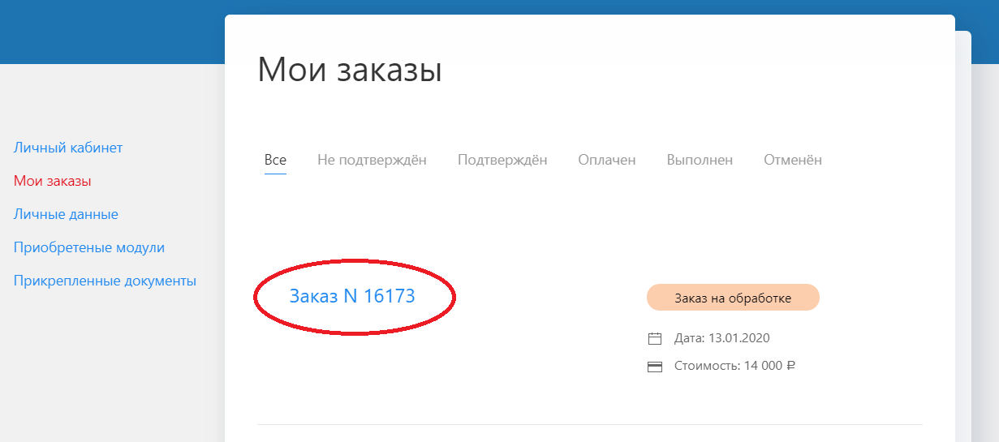 Мои заказы
Личный кабинет
Мои заказы
Личные данные
Приобретеные модули
Прикрепленные документы
Все Не подтверждён Подтверждён Оплачен Выполнен Отменён
Заказ N 16173
Заказ на обработке
Дата: 13.01.2020
Стоимость: 14 000 ₽